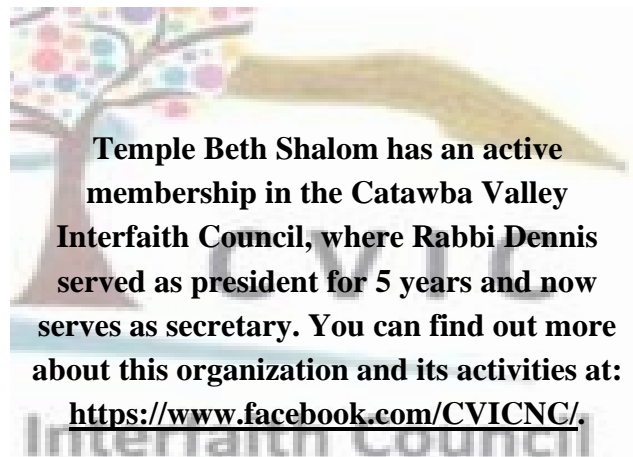 Temple Beth Shalom has an active
membership in the Catawba Valley
Interfaith Council, where Rabbi Dennis
served as president for 5 years and now
serves as secretary. You can find out more
about this organization and its activities at:
https://www.facebook.com/CVICNC/.
CVIC
Interfaith Council